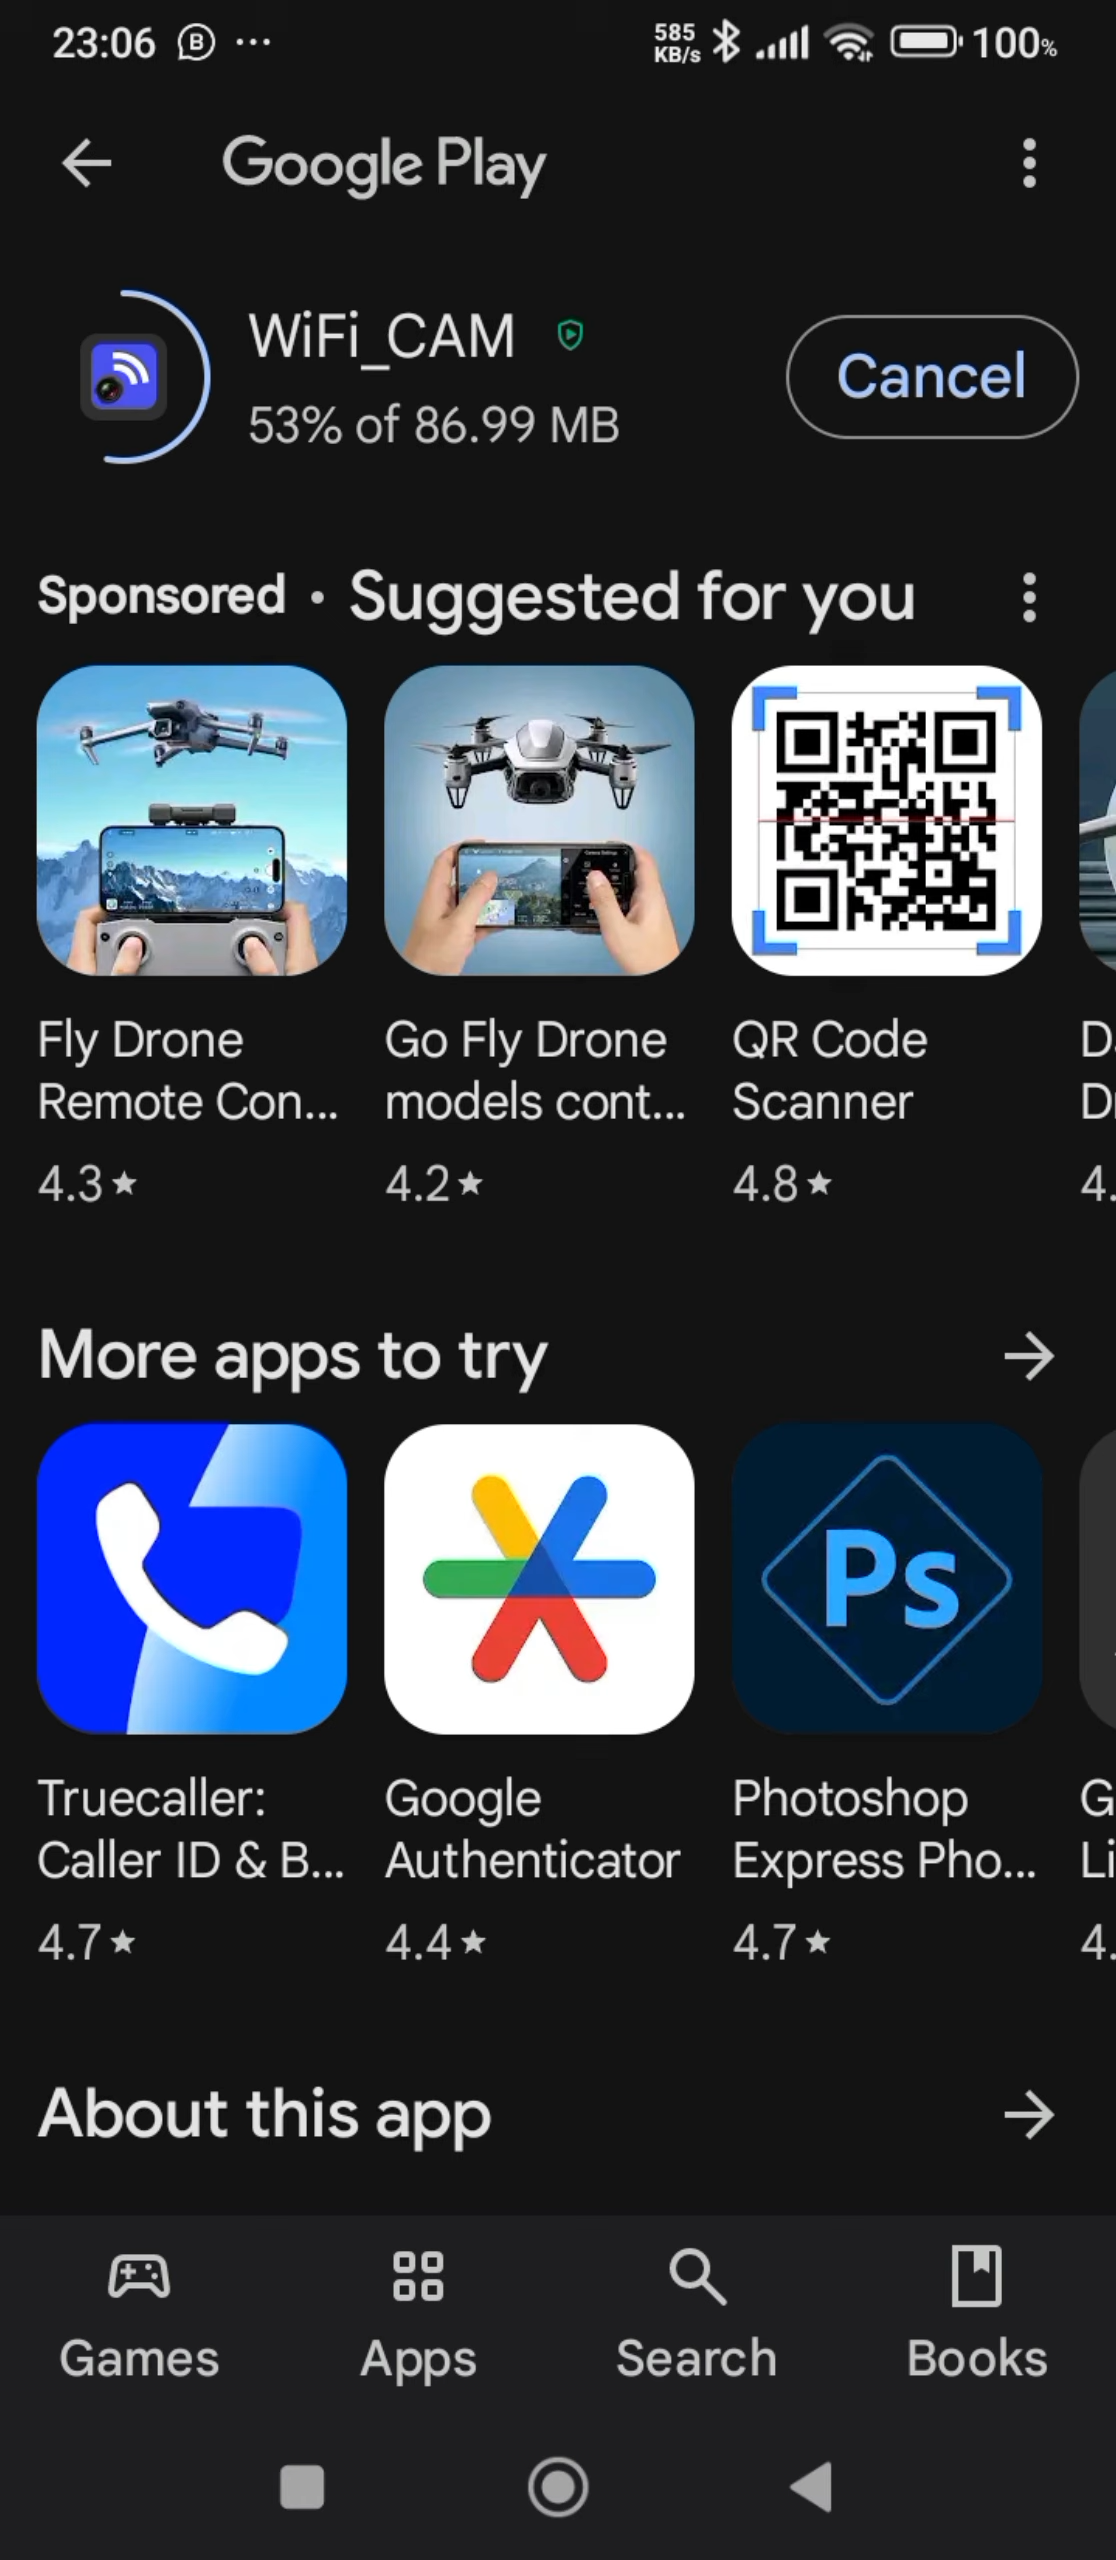 23:06
585 KB/s
100%
Google Play
WiFi_CAM
53% of 86.99 MB
Cancel
Sponsored • Suggested for you
Fly Drone
Remote Con...
4.3★
Go Fly Drone
models cont...
4.2★
QR Code
Scanner
4.8★
More apps to try
Ps
Truecaller:
Caller ID & B...
4.7★
Google
Authenticator
4.4★
Photoshop
Express Pho...
4.7★
About this app
Games
Apps
Search
Books